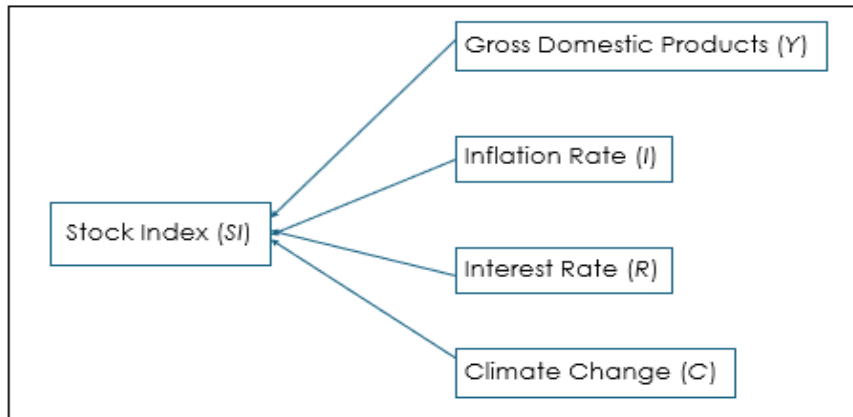 Gross Domestic Products (Y)
Inflation Rate (I)
Stock Index (SI)
Interest Rate (R)
Climate Change (C)